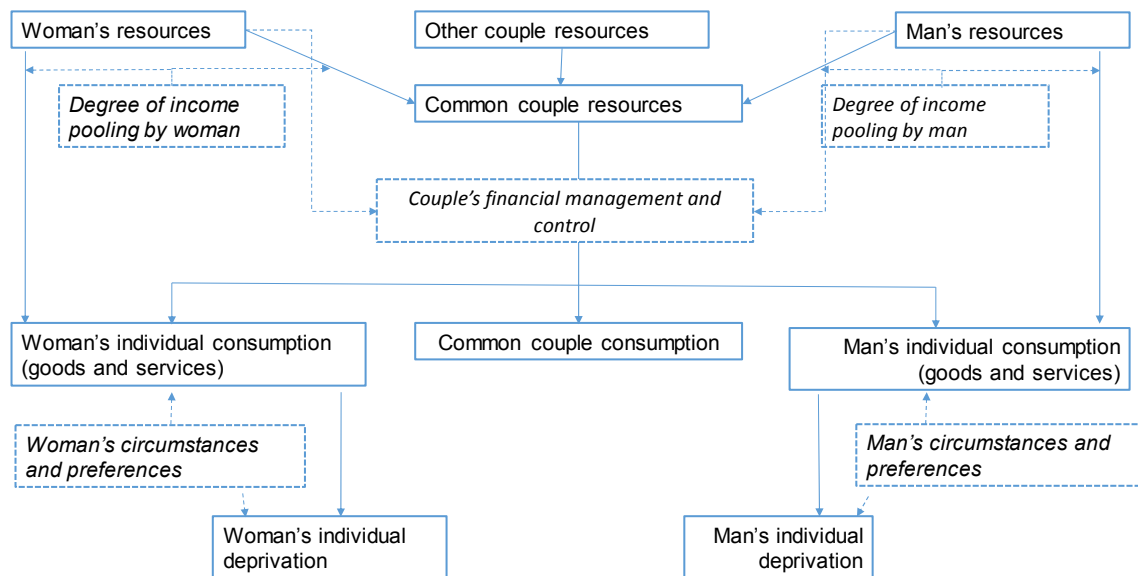 Woman’s resources
Other couple resources
Man’s resources
Degree of income
pooling by woman
Common couple resources
Degree of income
pooling by man
Couple’s financial management and
control
Woman’s individual consumption
(goods and services)
Common couple consumption
Man’s individual consumption
(goods and services)
Woman’s circumstances
and preferences
Man’s circumstances and
preferences
Woman’s individual
deprivation
Man’s individual
deprivation